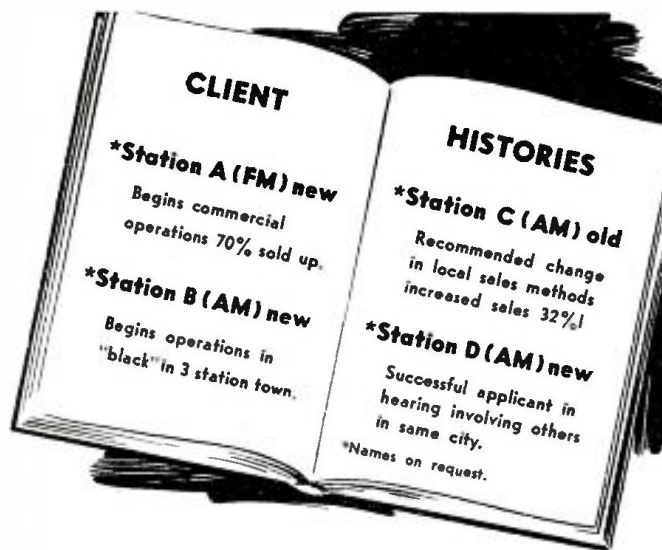 CLIENT
*Station A (FM) new
Begins commercial
operations 70% sold up.
*Station B (AM) new
Begins operations in
"black" in 3 station town.
HISTORIES
*Station C (AM) old
Recommended change
in local sales methods
increased sales 32%!
*Station D (AM) new
Successful applicant in
hearing involving others
in same city.
*Names on request.